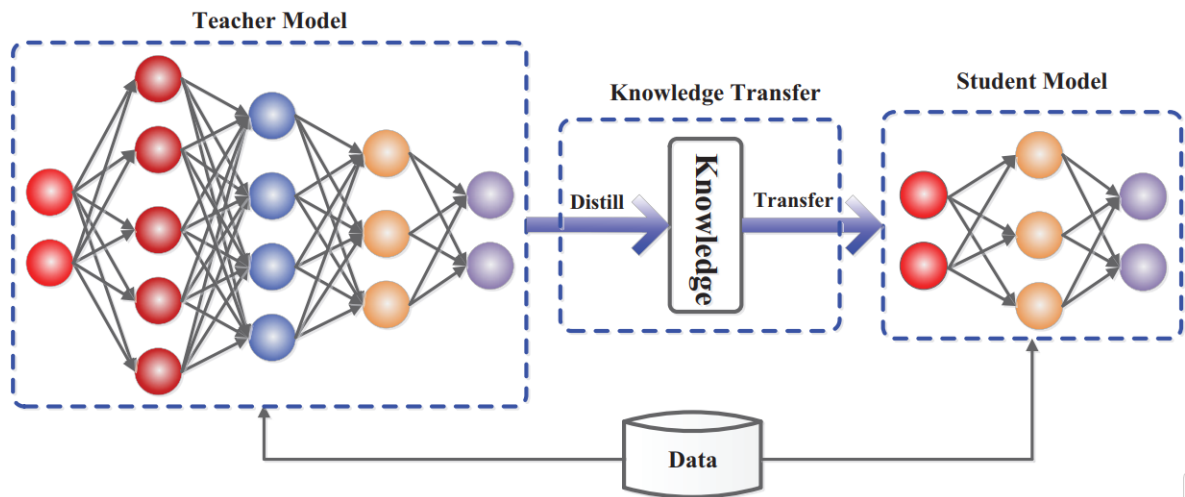 Teacher Model
Knowledge Transfer
Student Model
Distill
Knowledge
Transfer
Data